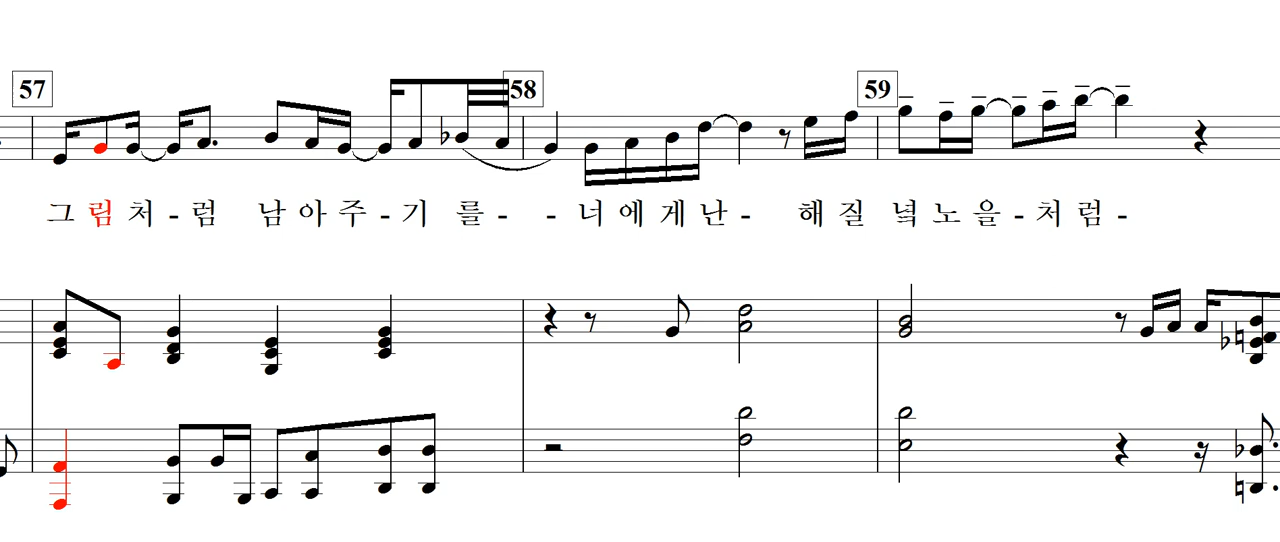 57 58 59
그 림 처 - 럼 남 아 주 - 기 를 - - 너 에 게 난 - 해 질 녘 노 을 - 처 럼 -